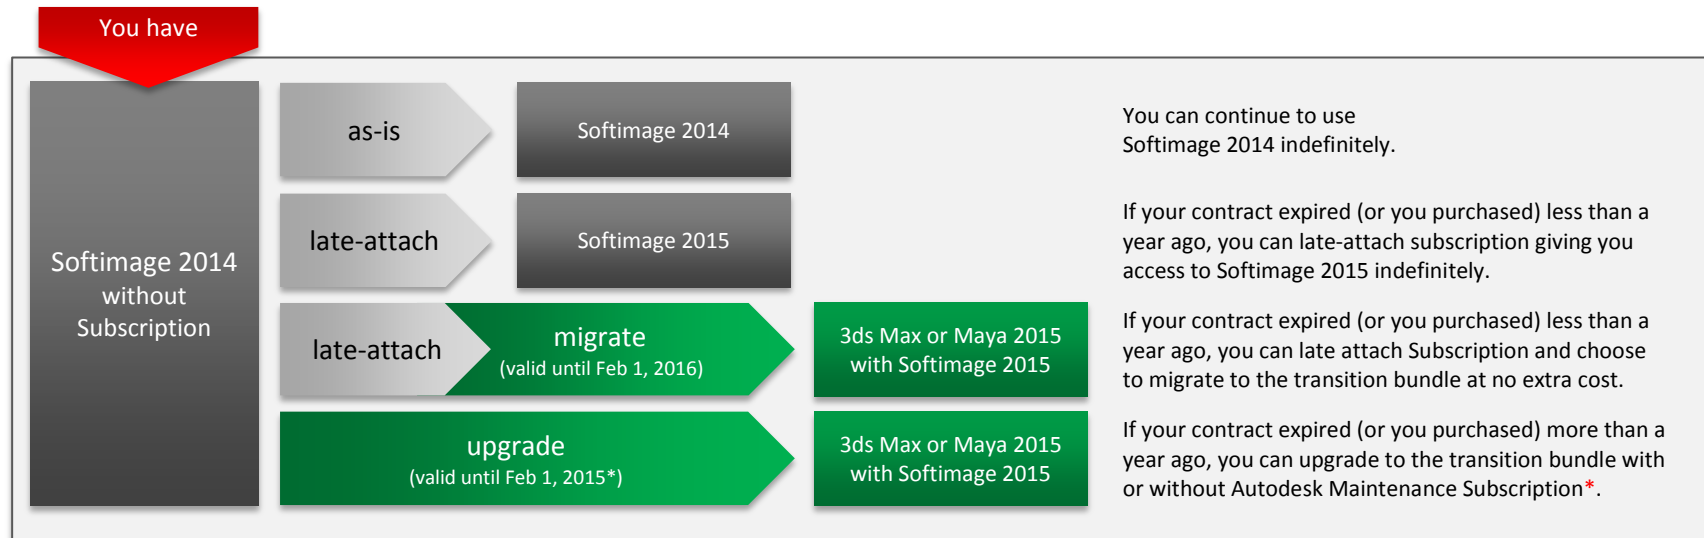 You have
Softimage 2014
without
Subscription
as-is
Softimage 2014
You can continue to use
Softimage 2014 indefinitely.
late-attach
Softimage 2015
If your contract expired (or you purchased) less than a
year ago, you can late-attach subscription giving you
access to Softimage 2015 indefinitely.
late-attach
migrate
(valid until Feb 1, 2016)
3ds Max or Maya 2015
with Softimage 2015
If your contract expired (or you purchased) less than a
year ago, you can late attach Subscription and choose
to migrate to the transition bundle at no extra cost.
upgrade
(valid until Feb 1, 2015*)
3ds Max or Maya 2015
with Softimage 2015
If your contract expired (or you purchased) more than a
year ago, you can upgrade to the transition bundle with
or without Autodesk Maintenance Subscription*.